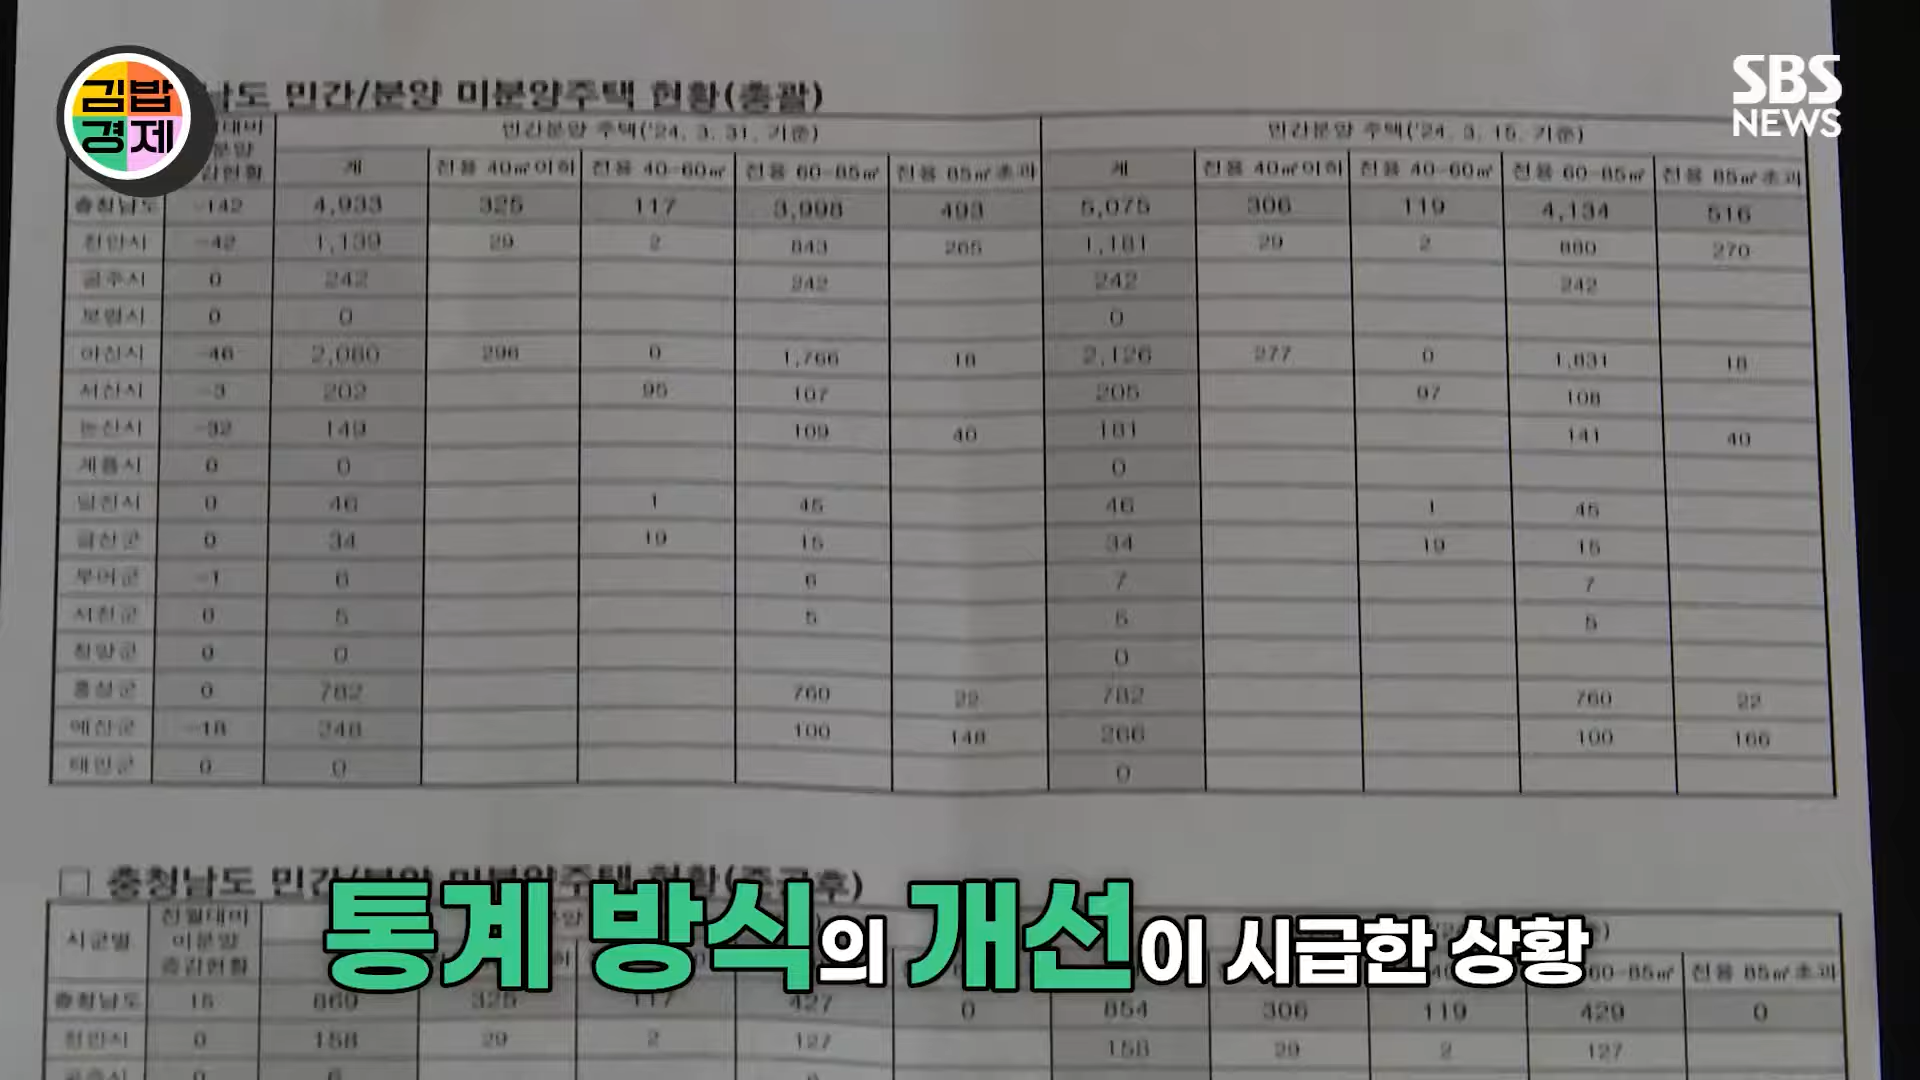 김밥
경제
SBS
NEWS
남도 민간/분양 미분양주택 현황(총괄)
민간분양 주택('24. 3. 31. 기준) 민간분양 주택('24. 3. 15. 기준)
계 전용 40㎡이하 전용 40-60㎡ 전용 60-85㎡ 전용 85㎡초과 계 전용 40㎡이하 전용 40-60㎡ 전용 60-85㎡ 전용 85㎡초과
충청남도 -142 4,933 325 117 3,998 493 5,075 306 119 4,134 516
천안시 -42 1,139 29 2 843 265 1,181 29 2 880 270
공주시 0 242 242 242 242
보령시 0 0 0
아산시 -46 2,080 296 0 1,766 18 2,126 277 0 1,831 18
서산시 -3 202 95 107 205 97 108
논산시 -32 149 109 40 181 141 40
계룡시 0 0 0
당진시 0 46 1 45 46 1 45
금산군 0 34 19 15 34 19 15
부여군 -1 6 6 7 7
서천군 0 5 5 5 5
청양군 0 0 0
홍성군 0 782 760 22 782 760 22
예산군 -18 248 100 148 266 100 166
태안군 0 0 0
□ 충청남도 민간/분양 미분양주택 현황(준공후)
시군별 전월대비
미분양
증감현황
60-85㎡ 전용 85㎡초과
통계 방식의 개선이 시급한 상황
충청남도 15 869 325 117 427 0 854 306 119 429 0
천안시 0 158 29 2 127 158 29 2 127